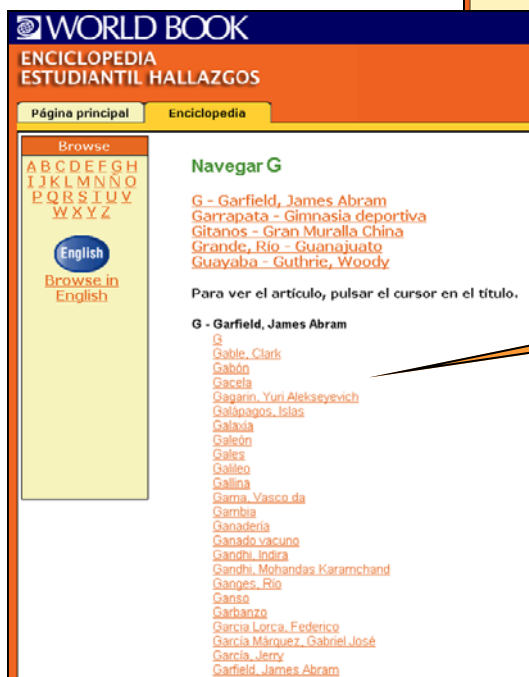 WORLD BOOK
ENCICLOPEDIA
ESTUDIANTIL HALLAZGOS
Página principal
Enciclopedia
Browse
A B C D E F G H
I J K L M N Ñ O
P Q R S T U V
W X Y Z
English
Browse in
English
Navegar G
G - Garfield, James Abram
Garrapata - Gimnasia deportiva
Gitanos - Gran Muralla China
Grande, Río - Guanajuato
Guayaba - Guthrie, Woody
Para ver el artículo, pulsar el cursor en el título.
G - Garfield, James Abram
G
Gable, Clark
Gabón
Gacela
Gagarin, Yuri Alekseyevich
Galápagos, Islas
Galaxia
Galeón
Gales
Galileo
Gallina
Gama, Vasco da
Gambia
Ganadería
Ganado vacuno
Gandhi, Indira
Gandhi, Mohandas Karamchand
Ganges, Río
Ganso
Garbanzo
García Lorca, Federico
García Márquez, Gabriel José
García, Jerry
Garfield, James Abram